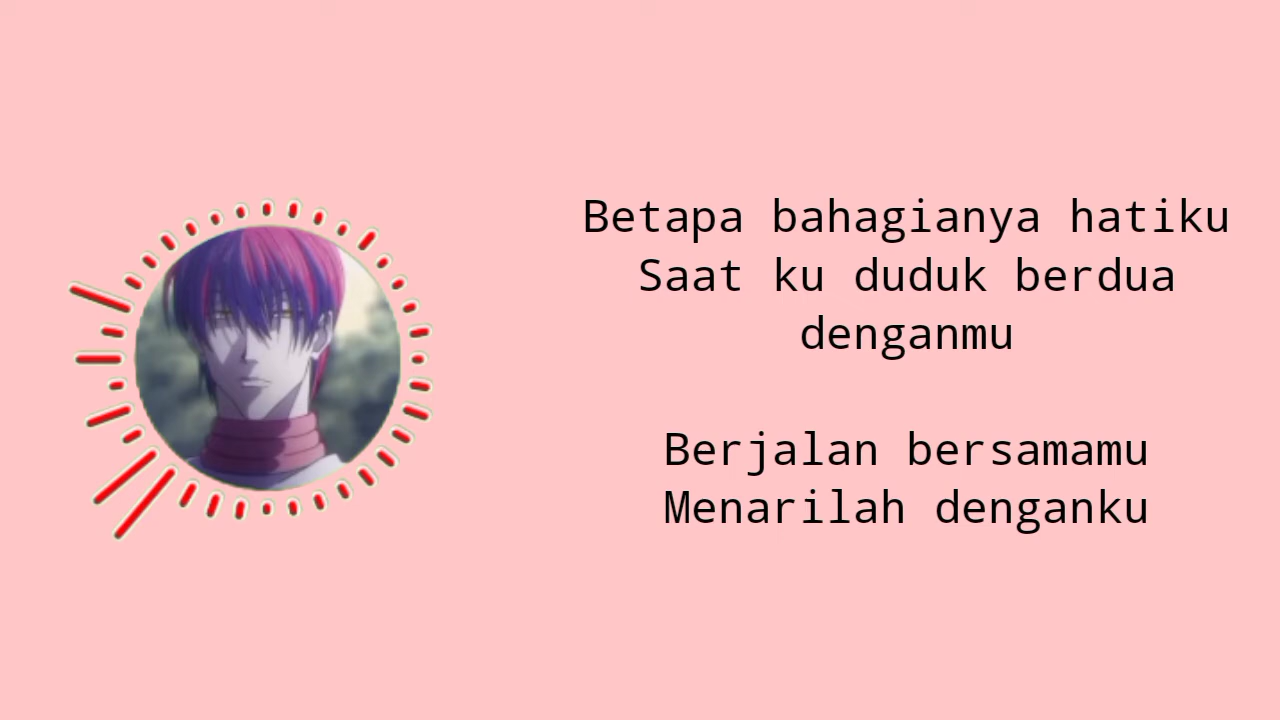 Betapa bahagianya hatiku
Saat ku duduk berdua
denganmu
Berjalan bersamamu
Menarilah denganku